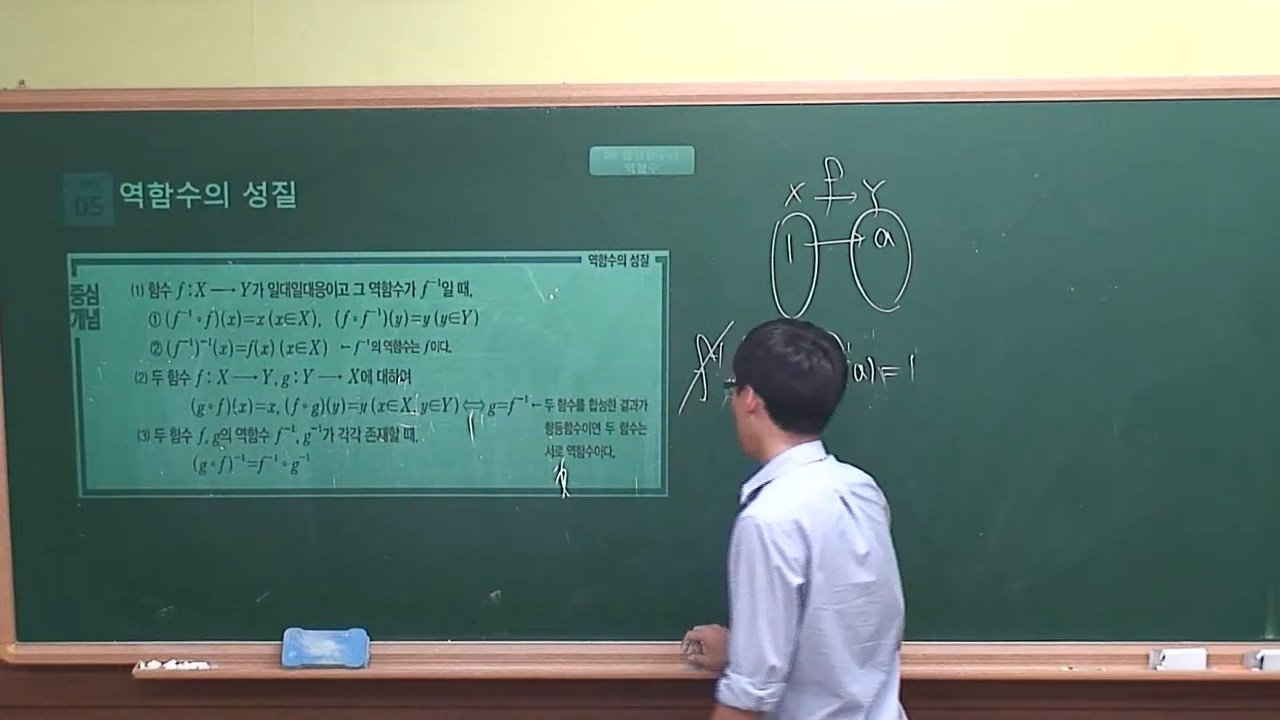 역함수의 성질
05
역함수의 성질
중심
개념
(1) 함수 f : X ⟶ Y가 일대일대응이고 그 역함수가 f⁻¹일 때,
① (f⁻¹∘f)(x)=x (x∈X), (f∘f⁻¹)(y)=y (y∈Y)
② (f⁻¹)⁻¹(x)=f(x) (x∈X) ← f⁻¹의 역함수는 f이다.
(2) 두 함수 f : X ⟶ Y, g : Y ⟶ X에 대하여
(g∘f)(x)=x, (f∘g)(y)=y (x∈X, y∈Y) ⟺ g=f⁻¹ ← 두 함수를 합성한 결과가
항등함수이면 두 함수는
서로 역함수이다.
(3) 두 함수 f, g의 역함수 f⁻¹, g⁻¹가 각각 존재할 때,
(g∘f)⁻¹=f⁻¹∘g⁻¹
f
X → Y
1 → a
(a) = 1